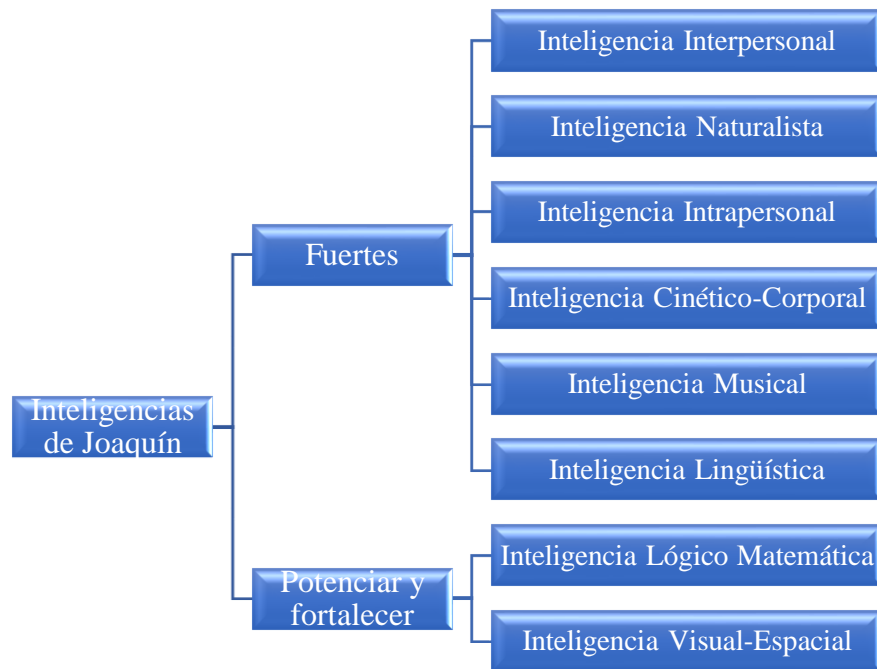 Inteligencias
de Joaquín
Fuertes
Inteligencia Interpersonal
Inteligencia Naturalista
Inteligencia Intrapersonal
Inteligencia Cinético-Corporal
Inteligencia Musical
Inteligencia Lingüística
Potenciar y
fortalecer
Inteligencia Lógico Matemática
Inteligencia Visual-Espacial